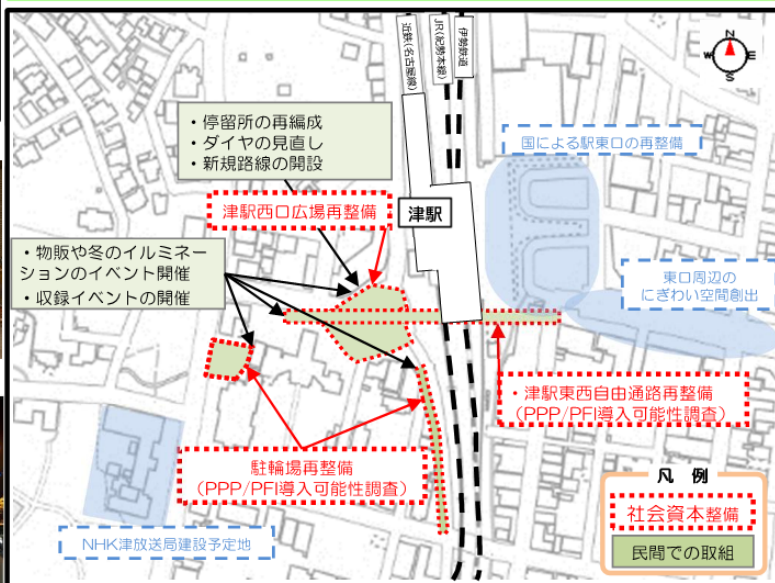 近鉄(名古屋線)
JR(紀勢本線)
伊勢鉄道
N
W
E
S
・停留所の再編成
・ダイヤの見直し
・新規路線の開設
国による駅東口の再整備
津駅西口広場再整備
津駅
・物販や冬のイルミネー
ションのイベント開催
・収録イベントの開催
東口周辺の
にぎわい空間創出
・津駅東西自由通路再整備
（PPP/PFI導入可能性調査）
駐輪場再整備
（PPP/PFI導入可能性調査）
凡 例
社会資本整備
民間での取組
NHK津放送局建設予定地